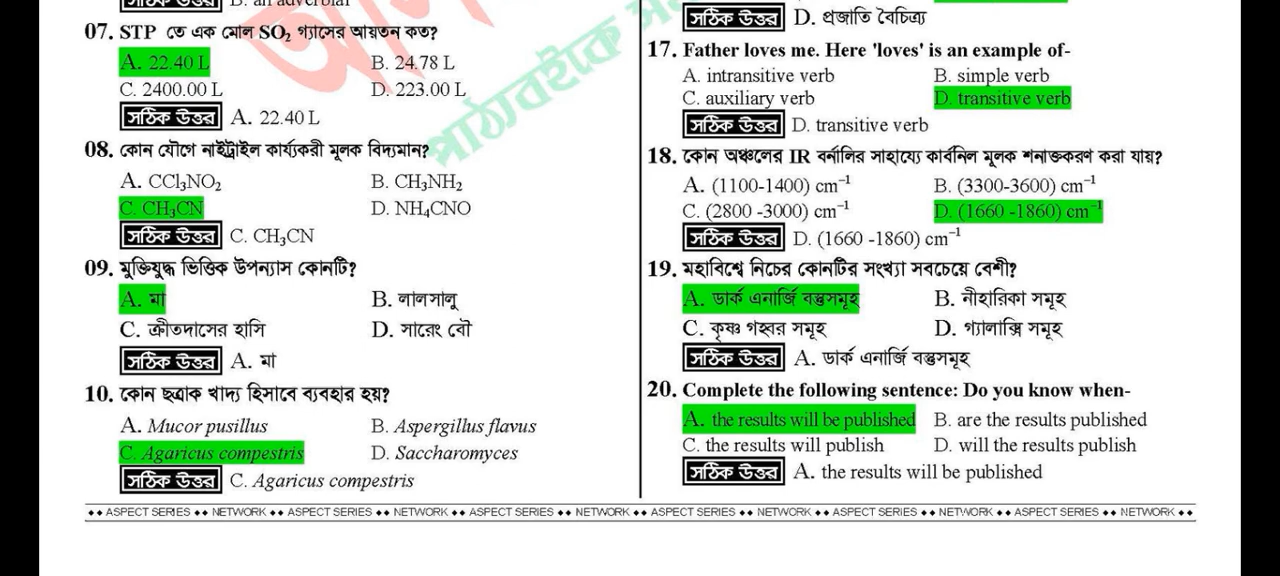 সঠিক উত্তর B. an adverbial
07. STP তে এক মোল SO₂ গ্যাসের আয়তন কত?
A. 22.40 L B. 24.78 L
C. 2400.00 L D. 223.00 L
সঠিক উত্তর A. 22.40 L
08. কোন যৌগে নাইট্রাইল কার্য্যকরী মূলক বিদ্যমান?
A. CCl₃NO₂ B. CH₃NH₂
C. CH₃CN D. NH₄CNO
সঠিক উত্তর C. CH₃CN
09. মুক্তিযুদ্ধ ভিত্তিক উপন্যাস কোনটি?
A. মা B. লালসালু
C. ক্রীতদাসের হাসি D. সারেং বৌ
সঠিক উত্তর A. মা
10. কোন ছত্রাক খাদ্য হিসাবে ব্যবহার হয়?
A. Mucor pusillus B. Aspergillus flavus
C. Agaricus compestris D. Saccharomyces
সঠিক উত্তর C. Agaricus compestris
সঠিক উত্তর D. প্রজাতি বৈচিত্র্য
17. Father loves me. Here 'loves' is an example of-
A. intransitive verb B. simple verb
C. auxiliary verb D. transitive verb
সঠিক উত্তর D. transitive verb
18. কোন অঞ্চলের IR বর্নালির সাহায্যে কার্বনিল মূলক শনাক্তকরণ করা যায়?
A. (1100-1400) cm⁻¹ B. (3300-3600) cm⁻¹
C. (2800 -3000) cm⁻¹ D. (1660 -1860) cm⁻¹
সঠিক উত্তর D. (1660 -1860) cm⁻¹
19. মহাবিশ্বে নিচের কোনটির সংখ্যা সবচেয়ে বেশী?
A. ডার্ক এনার্জি বস্তুসমূহ B. নীহারিকা সমূহ
C. কৃষ্ণ গহ্বর সমূহ D. গ্যালাক্সি সমূহ
সঠিক উত্তর A. ডার্ক এনার্জি বস্তুসমূহ
20. Complete the following sentence: Do you know when-
A. the results will be published B. are the results published
C. the results will publish D. will the results publish
সঠিক উত্তর A. the results will be published
পাঠ্যবইকে
♦♦ ASPECT SERIES ♦♦ NETWORK ♦♦ ASPECT SERIES ♦♦ NETWORK ♦♦ ASPECT SERIES ♦♦ NETWORK ♦♦ ASPECT SERIES ♦♦ NETWORK ♦♦ ASPECT SERIES ♦♦ NETWORK ♦♦ ASPECT SERIES ♦♦ NETWORK ♦♦